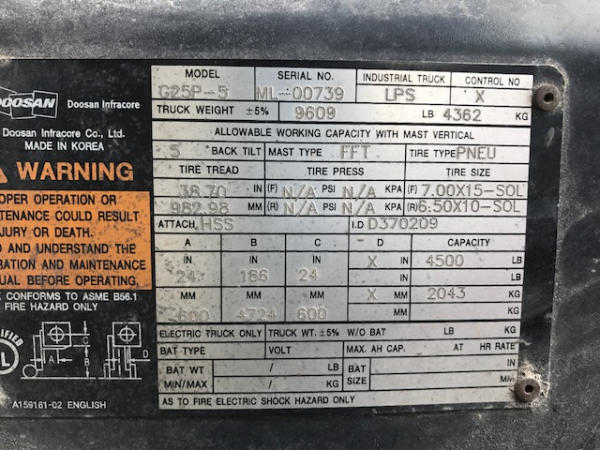 DOOSAN Doosan Infracore
Doosan Infracore Co., Ltd.
MADE IN KOREA
WARNING
OPER OPERATION OR
TENANCE COULD RESULT
JURY OR DEATH.
AND UNDERSTAND THE
RATION AND MAINTENANCE
UAL BEFORE OPERATING.
CONFORMS TO ASME B56.1
FIRE HAZARD ONLY
C
A B D
A159161-02 ENGLISH
MODEL SERIAL NO. INDUSTRIAL TRUCK CONTROL NO
G25P-5 ML-00739 LPS X
TRUCK WEIGHT ±5% 9609 LB 4362 KG
ALLOWABLE WORKING CAPACITY WITH MAST VERTICAL
5 BACK TILT MAST TYPE FFT TIRE TYPE PNEU
TIRE TREAD TIRE PRESS TIRE SIZE
38.70 IN (F) N/A PSI N/A KPA (F) 7.00X15-SOL
982.98 MM (R) N/A PSI N/A KPA (R) 6.50X10-SOL
ATTACH. HSS I.D D370209
A B C D CAPACITY
IN IN IN X IN 4500 LB
24 186 24
MM MM MM X MM 2043 KG
600 4724 600
ELECTRIC TRUCK ONLY TRUCK WT. ±5% W/O BAT LB KG
BAT TYPE VOLT MAX. AH CAP. AT HR RATE
BAT WT / LB BAT IN
MIN/MAX / KG SIZE MM
AS TO FIRE ELECTRIC SHOCK HAZARD ONLY